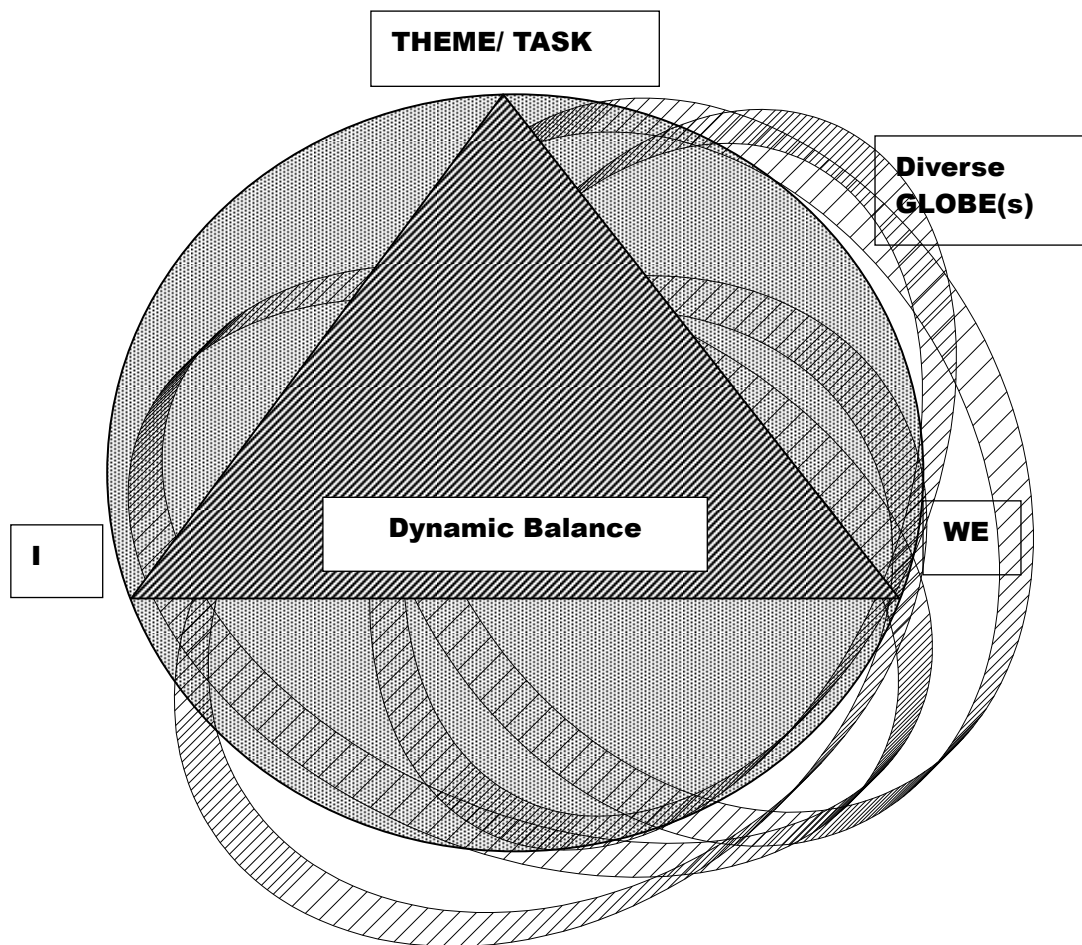 THEME/ TASK
Diverse
GLOBE(s)
I
Dynamic Balance
WE